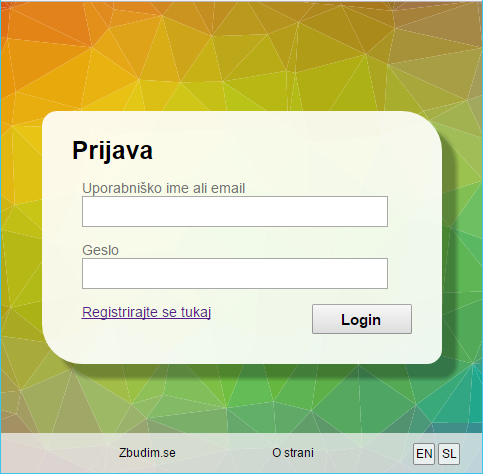 Prijava
Uporabniško ime ali email
Geslo
Registrirajte se tukaj
Login
Zbudim.se
O strani
EN SL